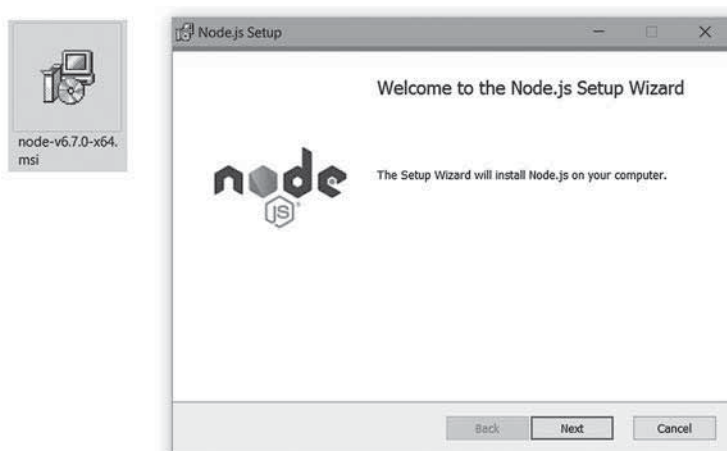 node-v6.7.0-x64.
msi
Node.js Setup
Welcome to the Node.js Setup Wizard
node
JS
The Setup Wizard will install Node.js on your computer.
Back
Next
Cancel